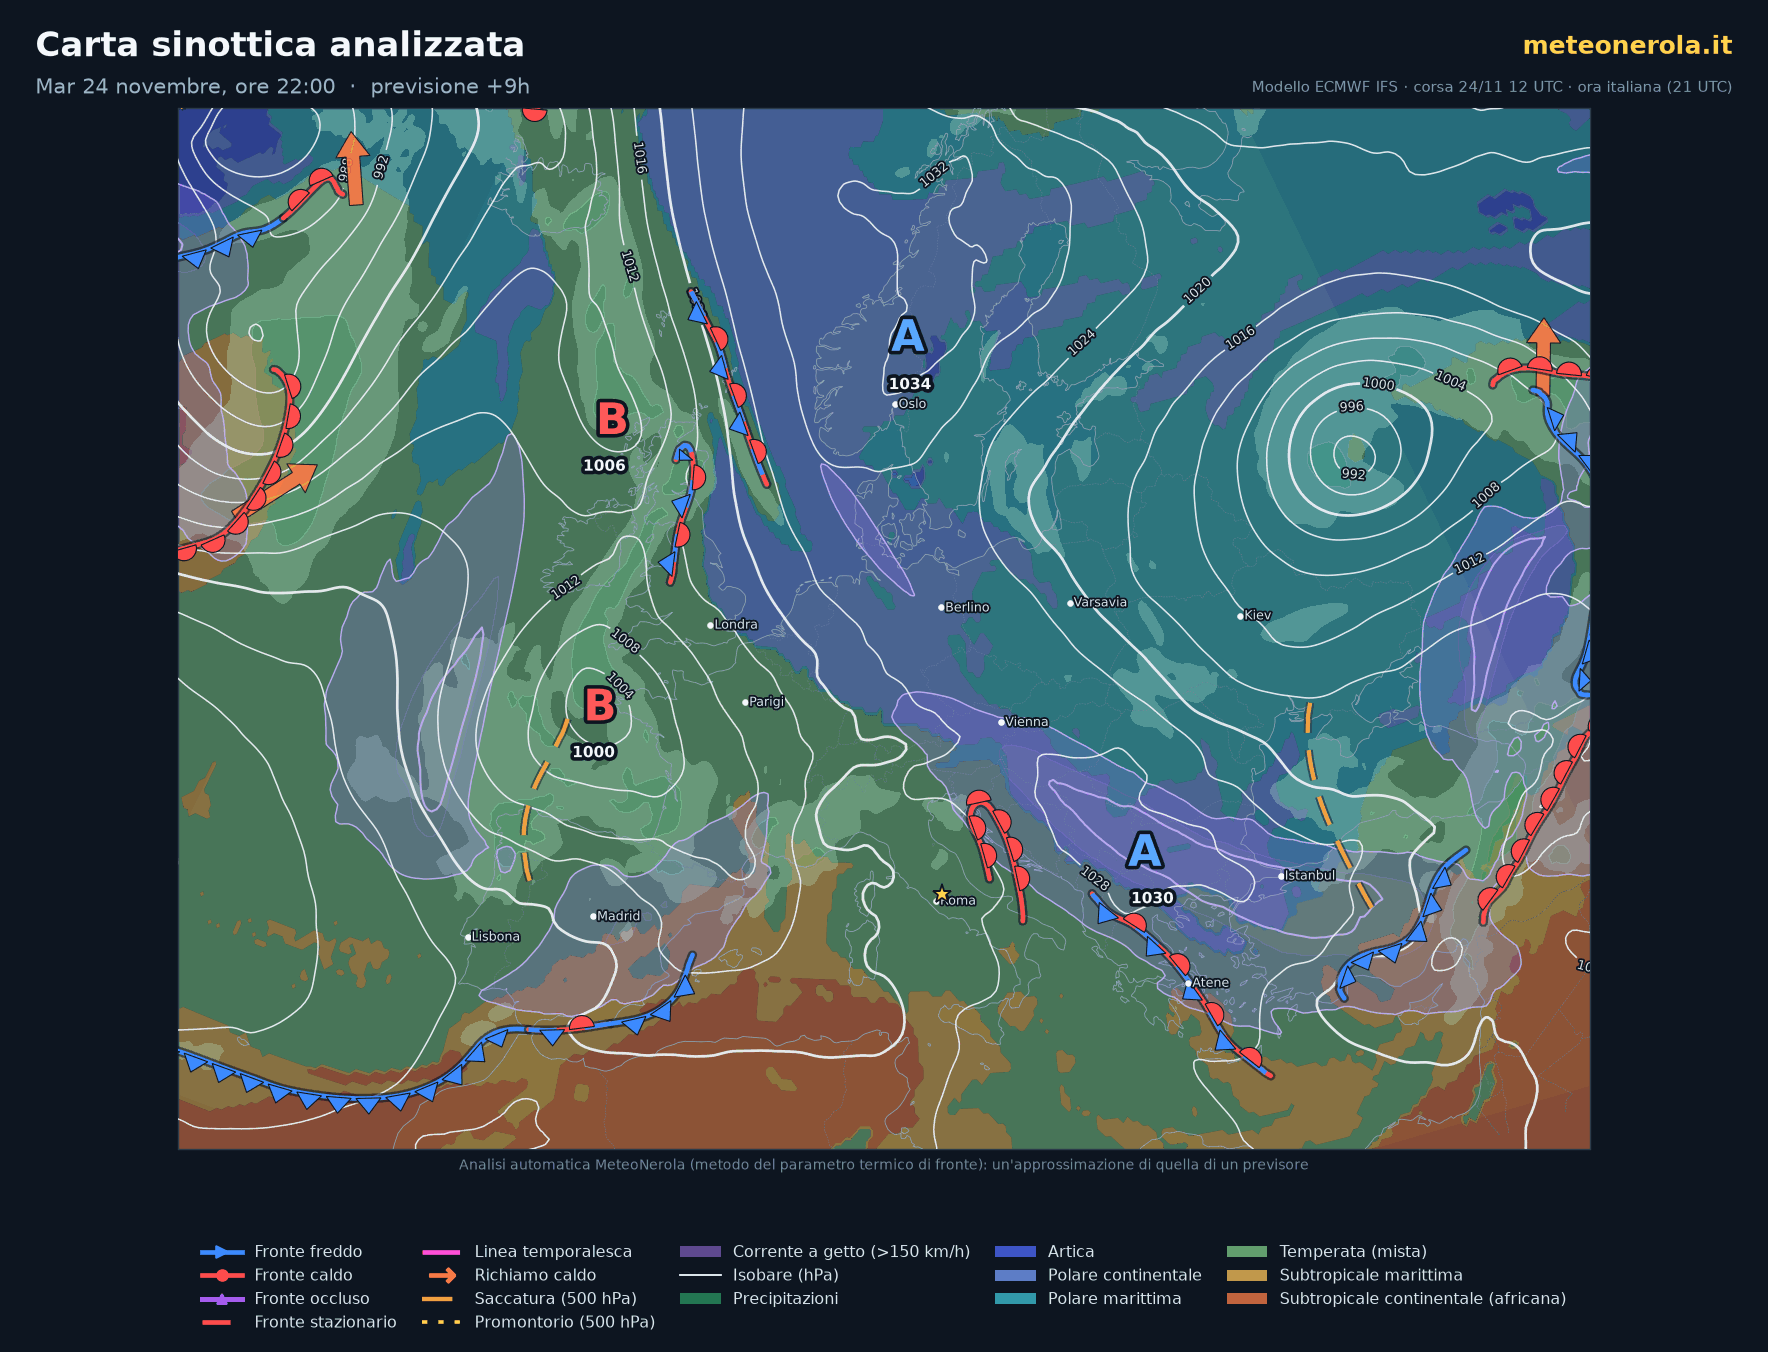 Carta sinottica analizzata
meteonerola.it
Mar 24 novembre, ore 22:00 · previsione +9h
Modello ECMWF IFS · corsa 24/11 12 UTC · ora italiana (21 UTC)
992
1016
1032
1012
1020
1024
1016
A
1034
Oslo
1000
1004
996
992
B
1006
1008
1012
1012
Berlino
Varsavia
Kiev
Londra
1008
1004
B
1000
Parigi
Vienna
A
1030
1028
Istanbul
Roma
Madrid
Lisbona
Atene
Analisi automatica MeteoNerola (metodo del parametro termico di fronte): un'approssimazione di quella di un previsore
Fronte freddo
Linea temporalesca
Corrente a getto (>150 km/h)
Artica
Temperata (mista)
Fronte caldo
Richiamo caldo
Isobare (hPa)
Polare continentale
Subtropicale marittima
Fronte occluso
Saccatura (500 hPa)
Precipitazioni
Polare marittima
Subtropicale continentale (africana)
Fronte stazionario
Promontorio (500 hPa)